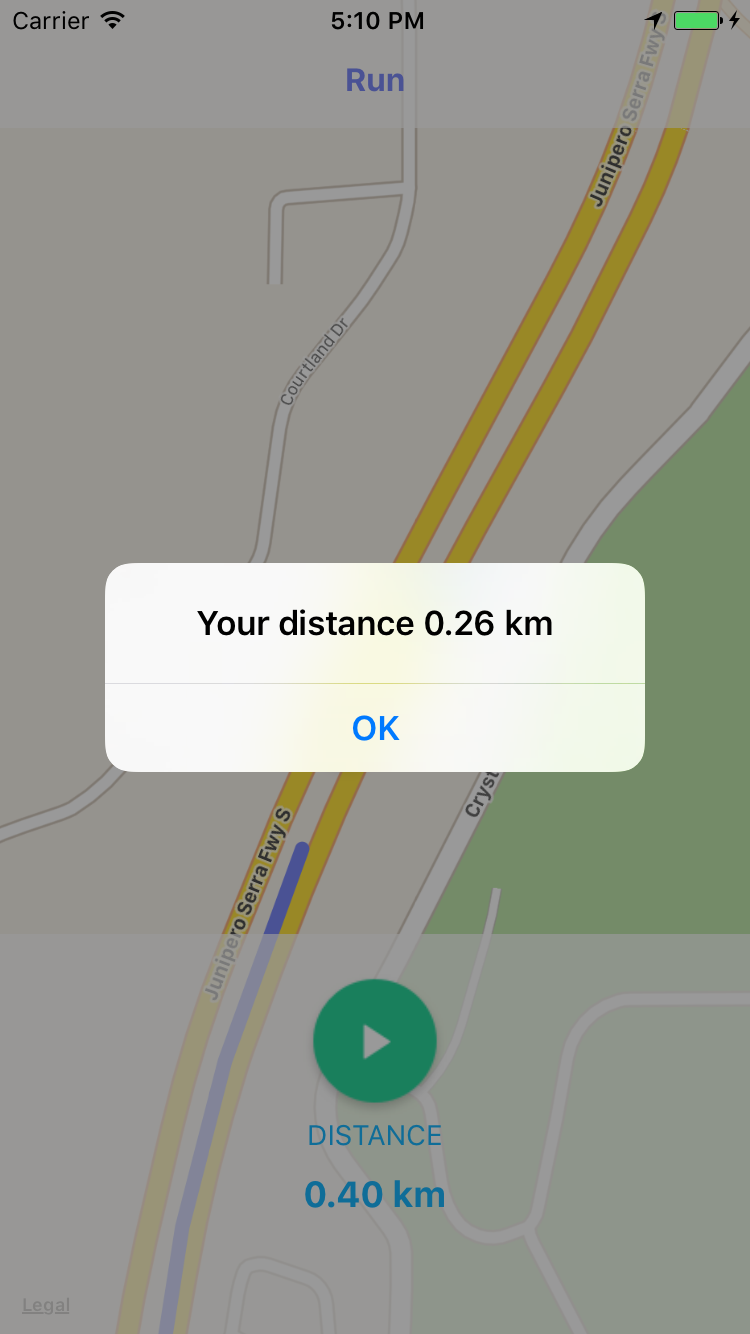 Carrier
5:10 PM
Run
Junipero Serra Fwy S
Courtland Dr
Your distance 0.26 km
OK
Cryst
Junipero Serra Fwy S
DISTANCE
0.40 km
Legal